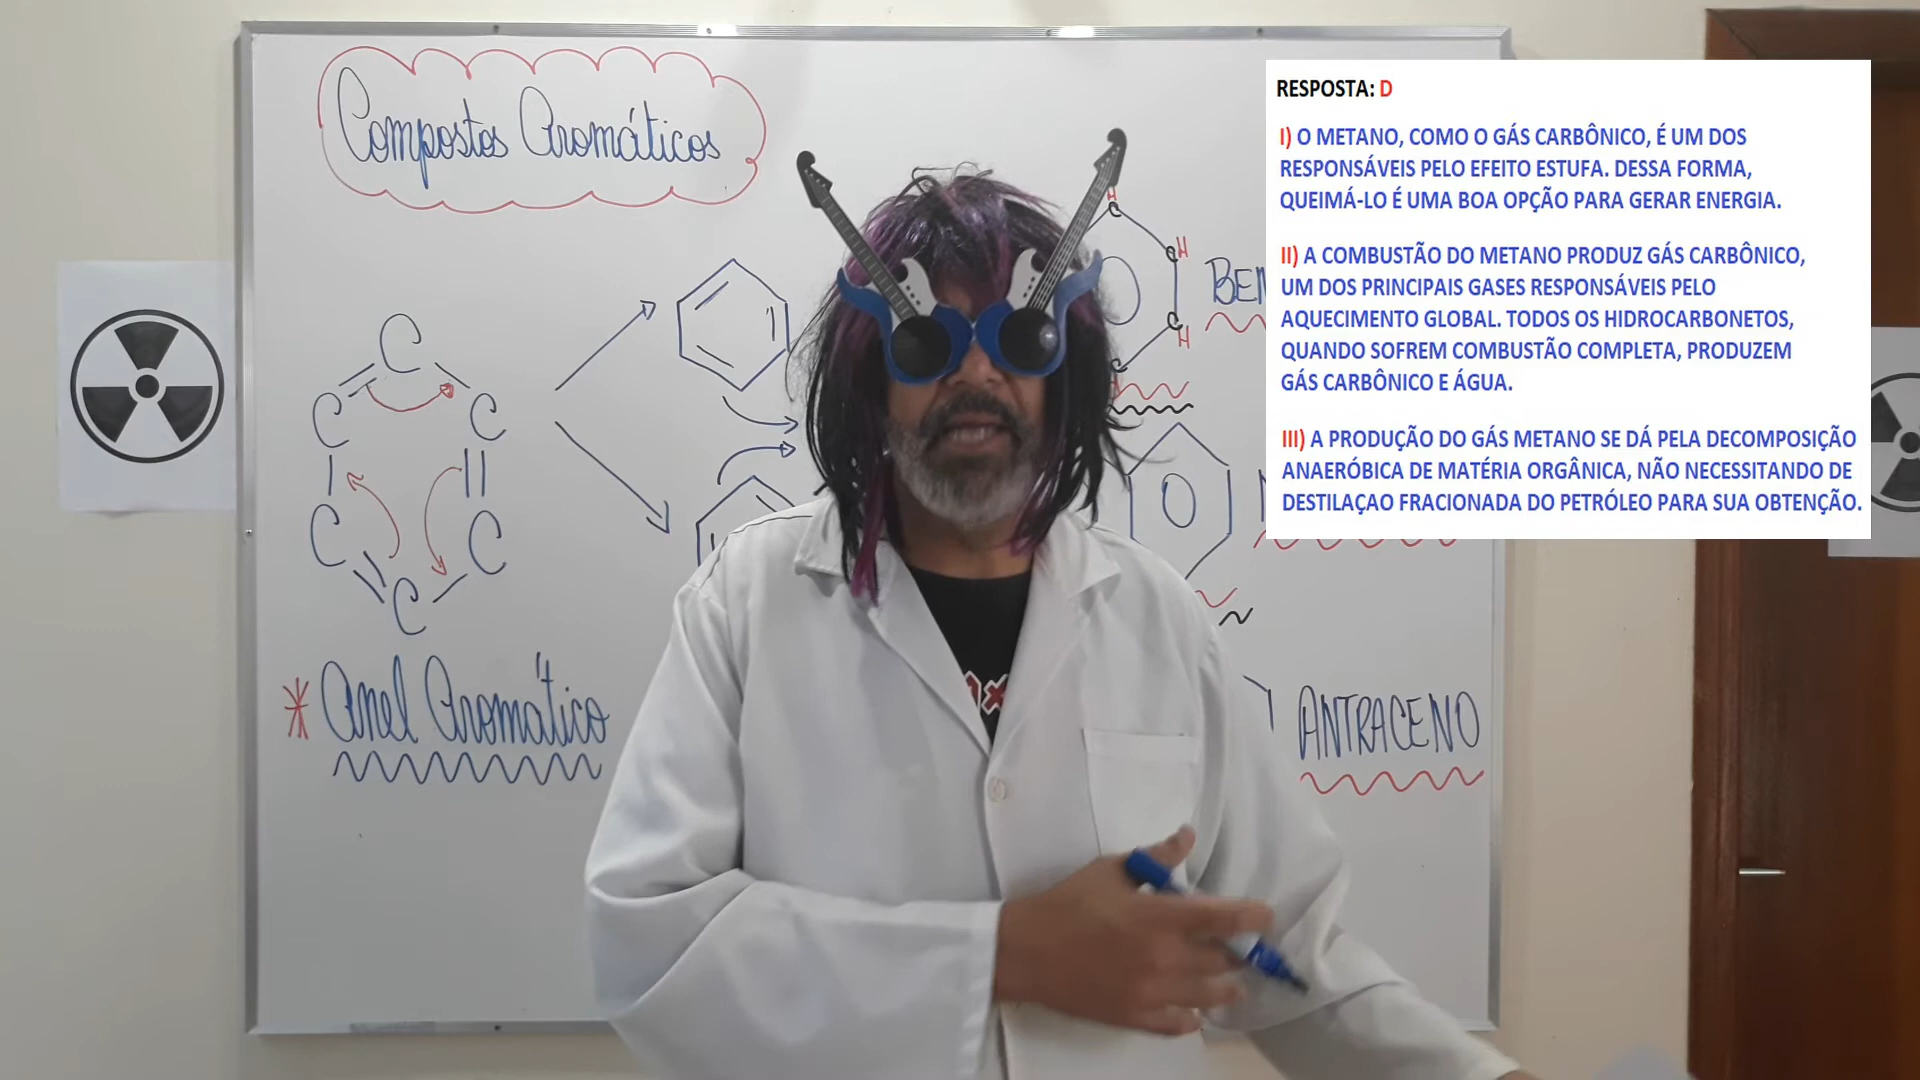 Compostos Aromáticos
RESPOSTA: D
I) O METANO, COMO O GÁS CARBÔNICO, É UM DOS
RESPONSÁVEIS PELO EFEITO ESTUFA. DESSA FORMA,
QUEIMÁ-LO É UMA BOA OPÇÃO PARA GERAR ENERGIA.
II) A COMBUSTÃO DO METANO PRODUZ GÁS CARBÔNICO,
UM DOS PRINCIPAIS GASES RESPONSÁVEIS PELO
AQUECIMENTO GLOBAL. TODOS OS HIDROCARBONETOS,
QUANDO SOFREM COMBUSTÃO COMPLETA, PRODUZEM
GÁS CARBÔNICO E ÁGUA.
III) A PRODUÇÃO DO GÁS METANO SE DÁ PELA DECOMPOSIÇÃO
ANAERÓBICA DE MATÉRIA ORGÂNICA, NÃO NECESSITANDO DE
DESTILAÇAO FRACIONADA DO PETRÓLEO PARA SUA OBTENÇÃO.
C
C C
C C
C
H
C
C H
C H
C
BEN
* Anel Aromático
ANTRACENO